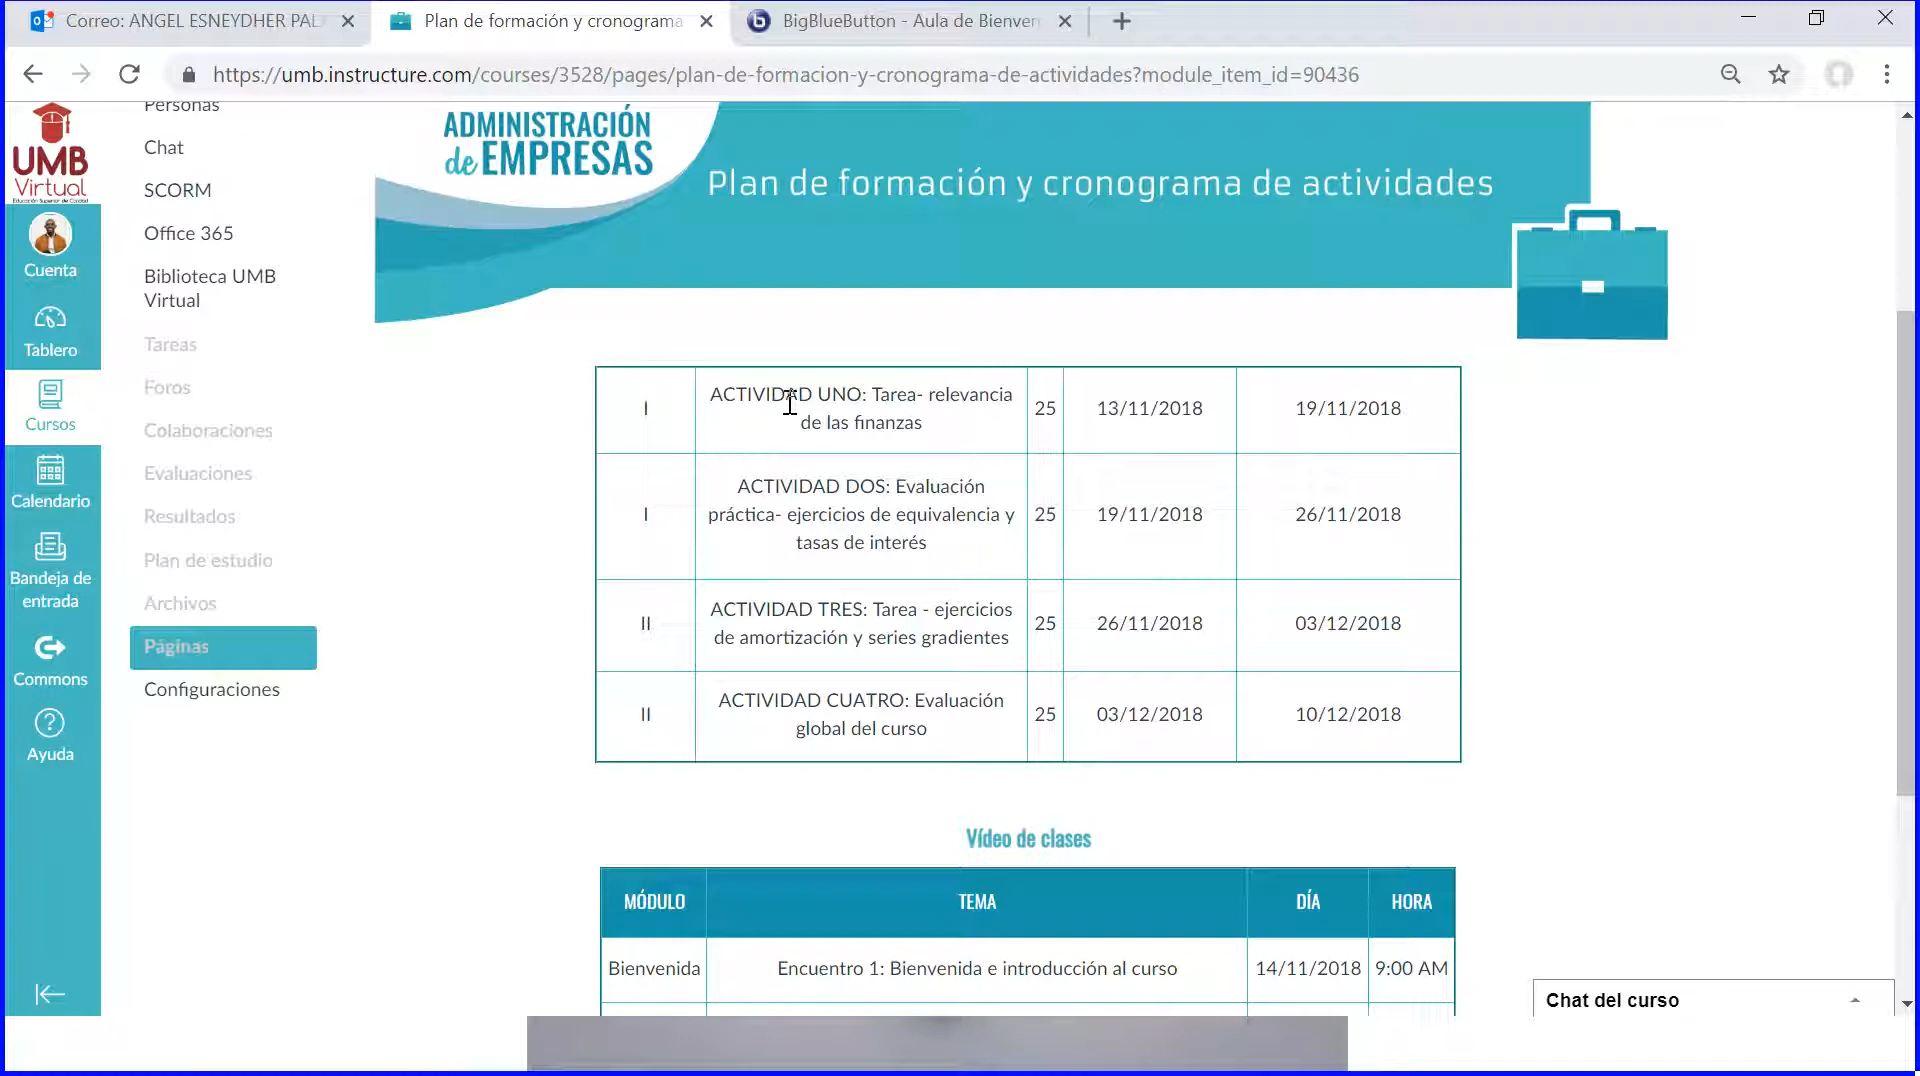 Correo: ANGEL ESNEYDHER PAL
Plan de formación y cronograma
BigBlueButton - Aula de Bienven
https://umb.instructure.com/courses/3528/pages/plan-de-formacion-y-cronograma-de-actividades?module_item_id=90436
UMB
Virtual
Educación Superior de Calidad
Cuenta
Tablero
Cursos
Calendario
Bandeja de
entrada
Commons
Ayuda
Personas
Chat
SCORM
Office 365
Biblioteca UMB
Virtual
Tareas
Foros
Colaboraciones
Evaluaciones
Resultados
Plan de estudio
Archivos
Páginas
Configuraciones
ADMINISTRACIÓN
de EMPRESAS
Plan de formación y cronograma de actividades
I ACTIVIDAD UNO: Tarea- relevancia 25 13/11/2018 19/11/2018
de las finanzas
I ACTIVIDAD DOS: Evaluación
práctica- ejercicios de equivalencia y 25 19/11/2018 26/11/2018
tasas de interés
II ACTIVIDAD TRES: Tarea - ejercicios 25 26/11/2018 03/12/2018
de amortización y series gradientes
II ACTIVIDAD CUATRO: Evaluación 25 03/12/2018 10/12/2018
global del curso
Vídeo de clases
MÓDULO TEMA DÍA HORA
Bienvenida Encuentro 1: Bienvenida e introducción al curso 14/11/2018 9:00 AM
Chat del curso